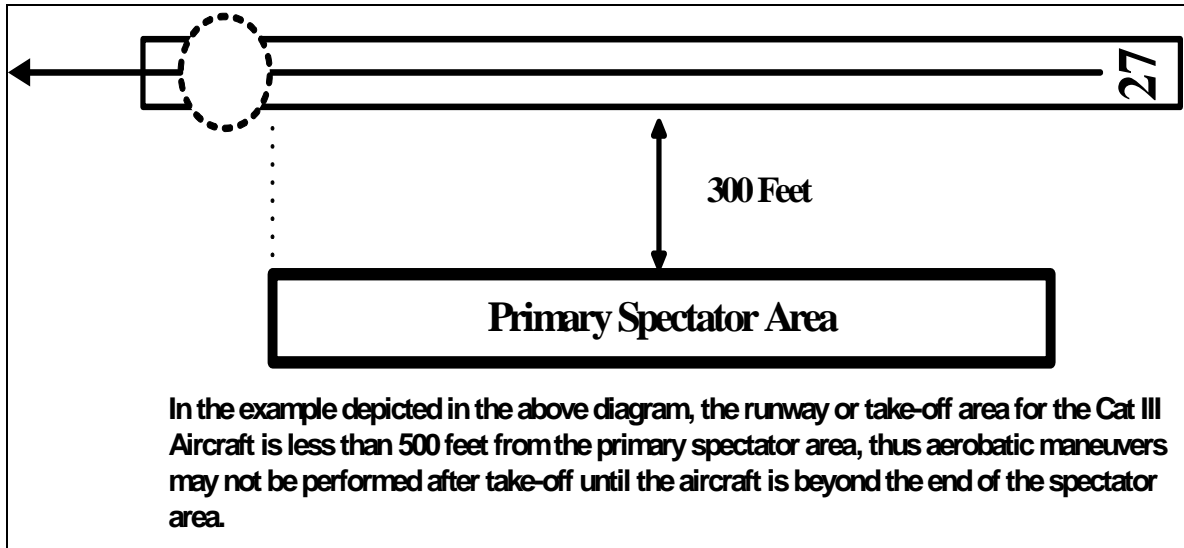 27
300 Feet
Primary Spectator Area
In the example depicted in the above diagram, the runway or take-off area for the Cat III
Aircraft is less than 500 feet from the primary spectator area, thus aerobatic maneuvers
may not be performed after take-off until the aircraft is beyond the end of the spectator
area.